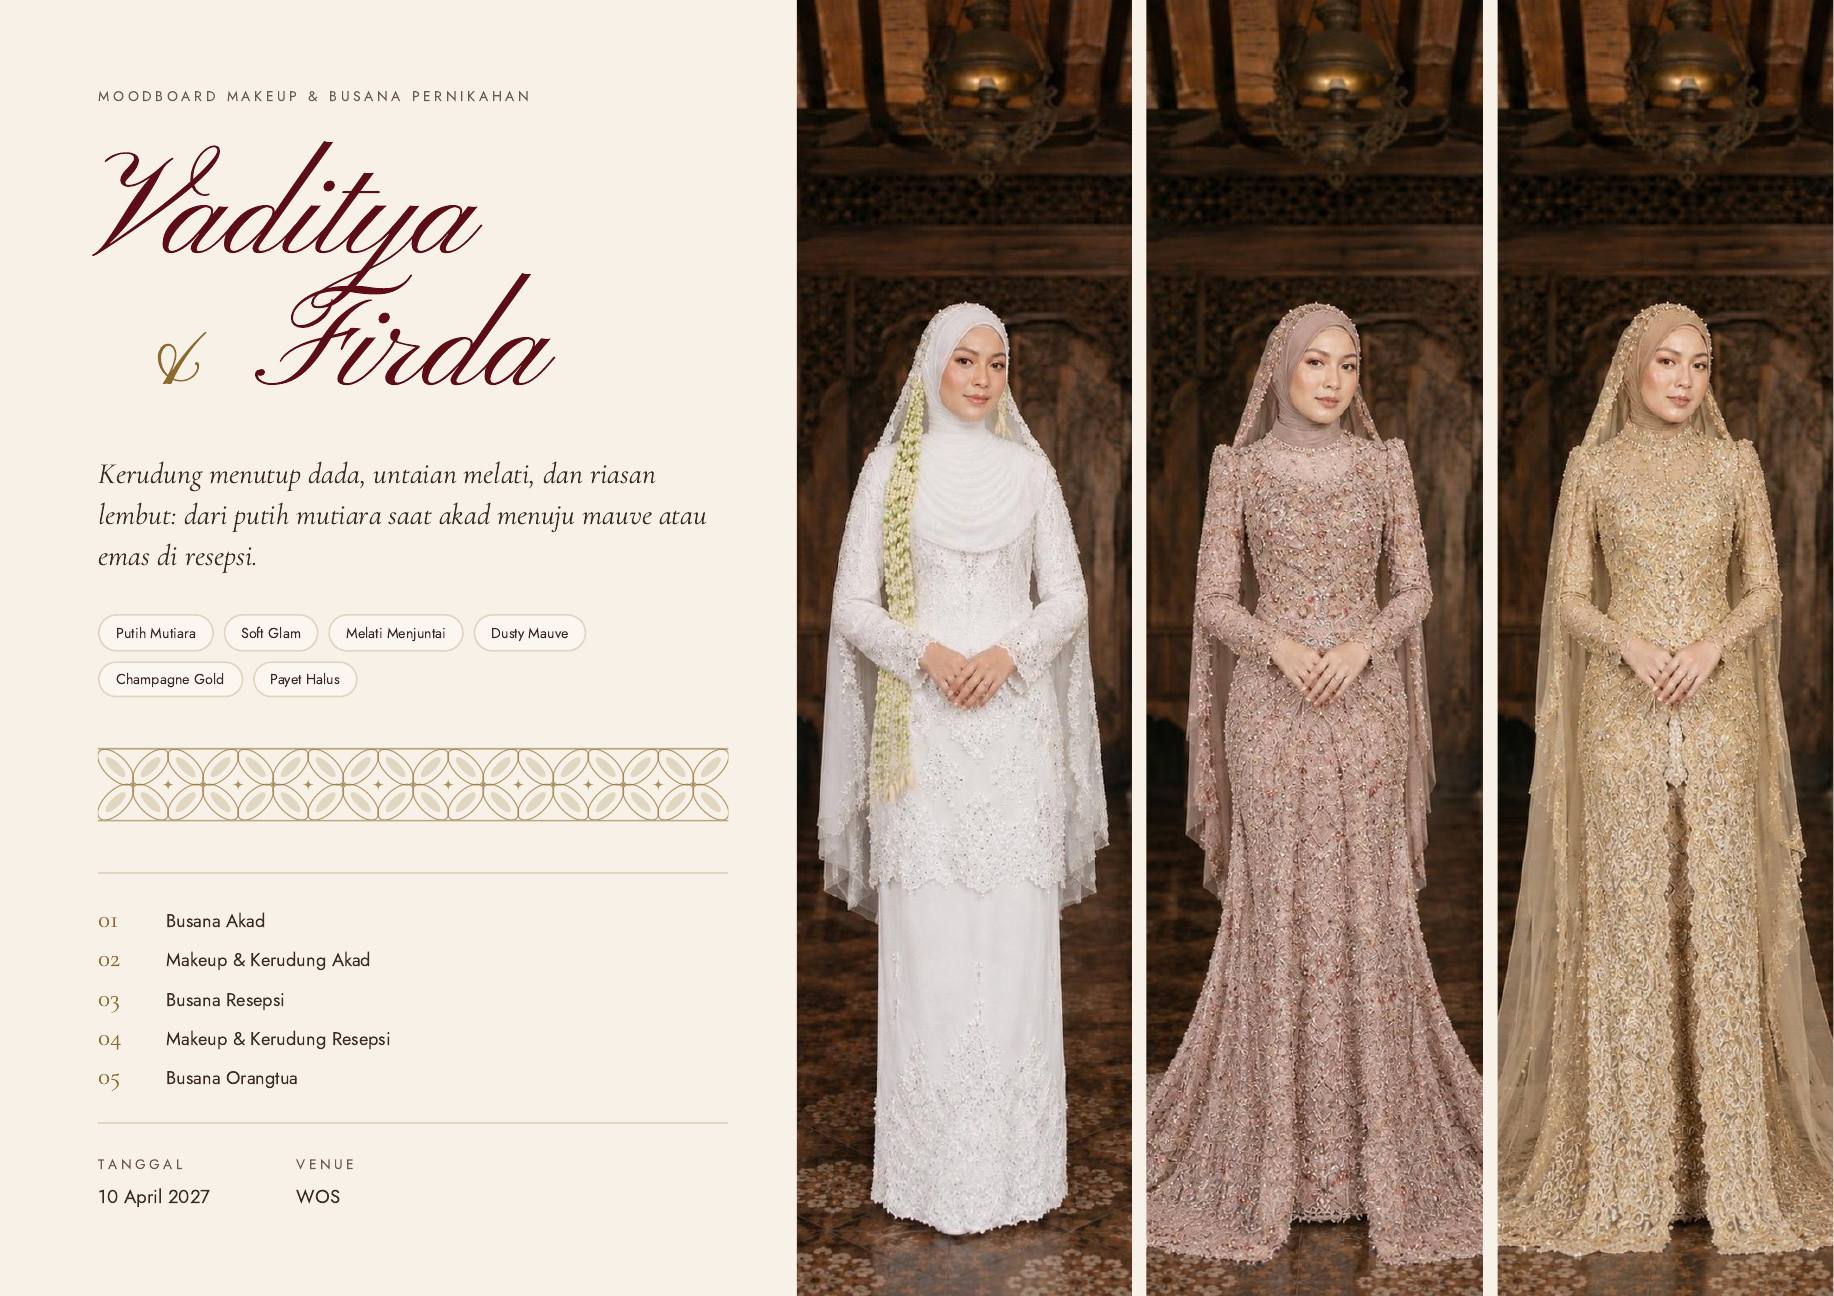 MOODBOARD MAKEUP & BUSANA PERNIKAHAN
Vaditya
& Firda
Kerudung menutup dada, untaian melati, dan riasan
lembut: dari putih mutiara saat akad menuju mauve atau
emas di resepsi.
Putih Mutiara
Soft Glam
Melati Menjuntai
Dusty Mauve
Champagne Gold
Payet Halus
01 Busana Akad
02 Makeup & Kerudung Akad
03 Busana Resepsi
04 Makeup & Kerudung Resepsi
05 Busana Orangtua
TANGGAL
10 April 2027
VENUE
WOS